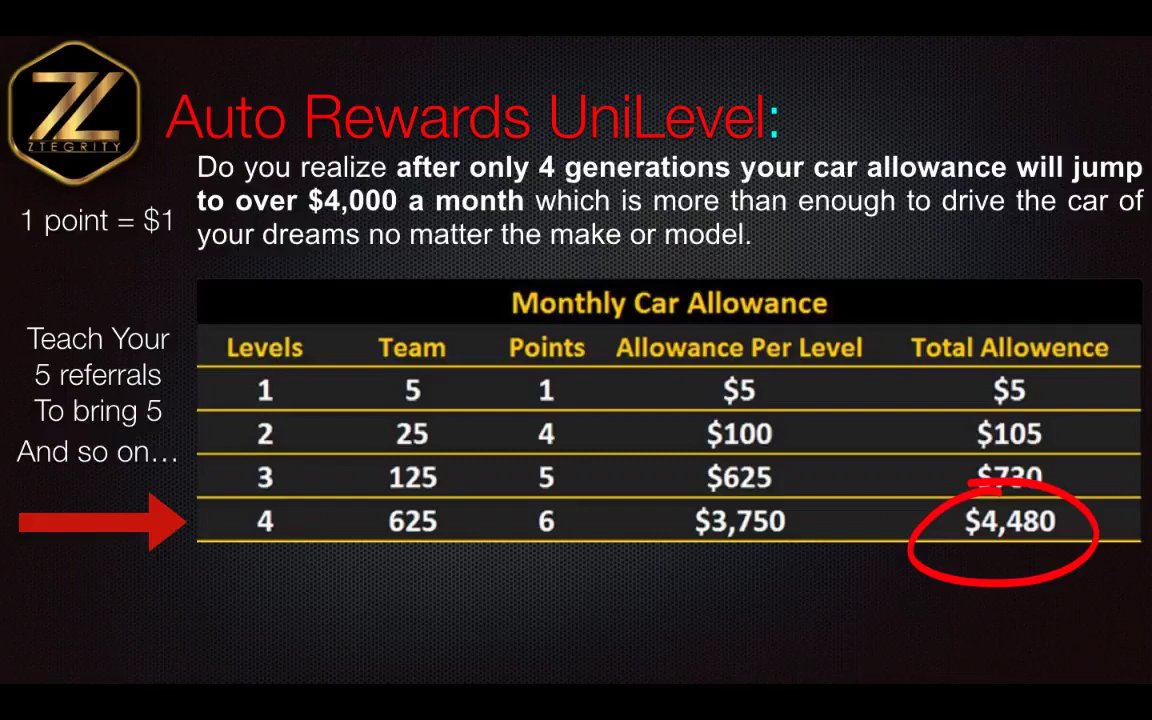 ZTEGRITY
Auto Rewards UniLevel:
Do you realize after only 4 generations your car allowance will jump
to over $4,000 a month which is more than enough to drive the car of
your dreams no matter the make or model.
1 point = $1
Teach Your
5 referrals
To bring 5
And so on…
Monthly Car Allowance
Levels Team Points Allowance Per Level Total Allowence
1 5 1 $5 $5
2 25 4 $100 $105
3 125 5 $625 $730
4 625 6 $3,750 $4,480